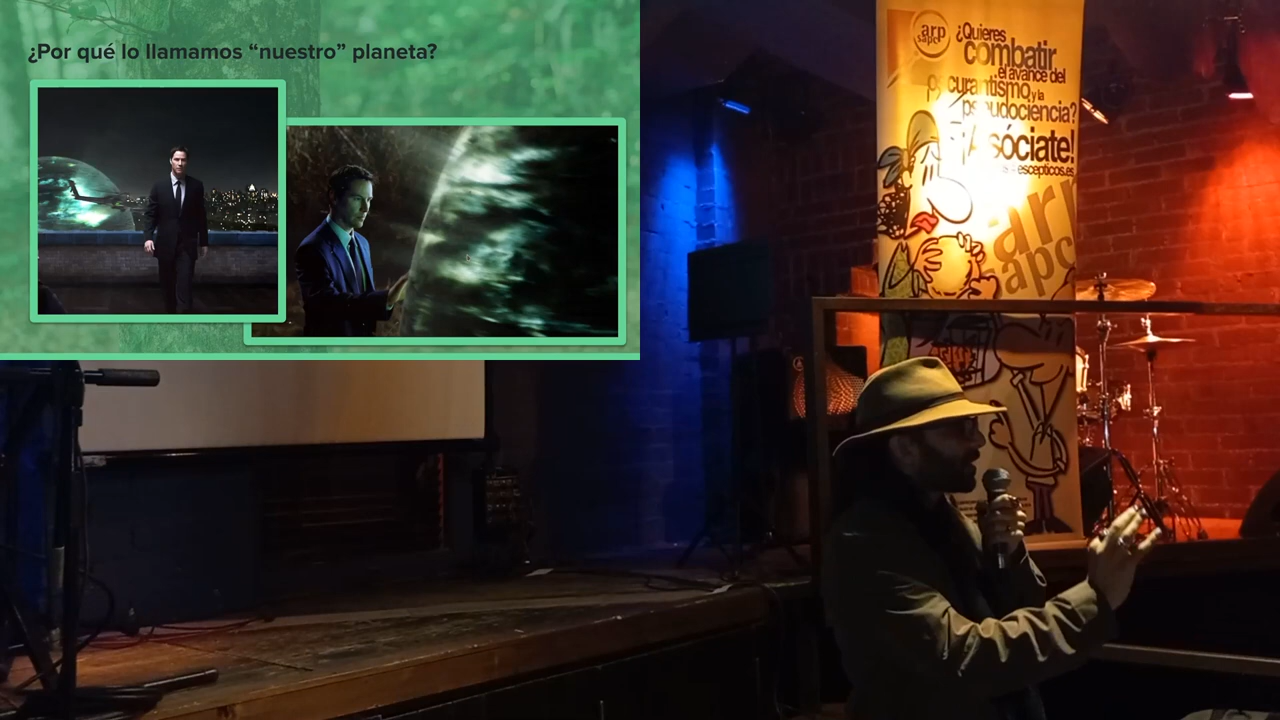 ¿Por qué lo llamamos “nuestro” planeta?
arp
sapc
¿Quieres
combatir
el avance del
oscurantismo y la
pseudociencia?
¡Asóciate!
escepticos.es
arp
sapc